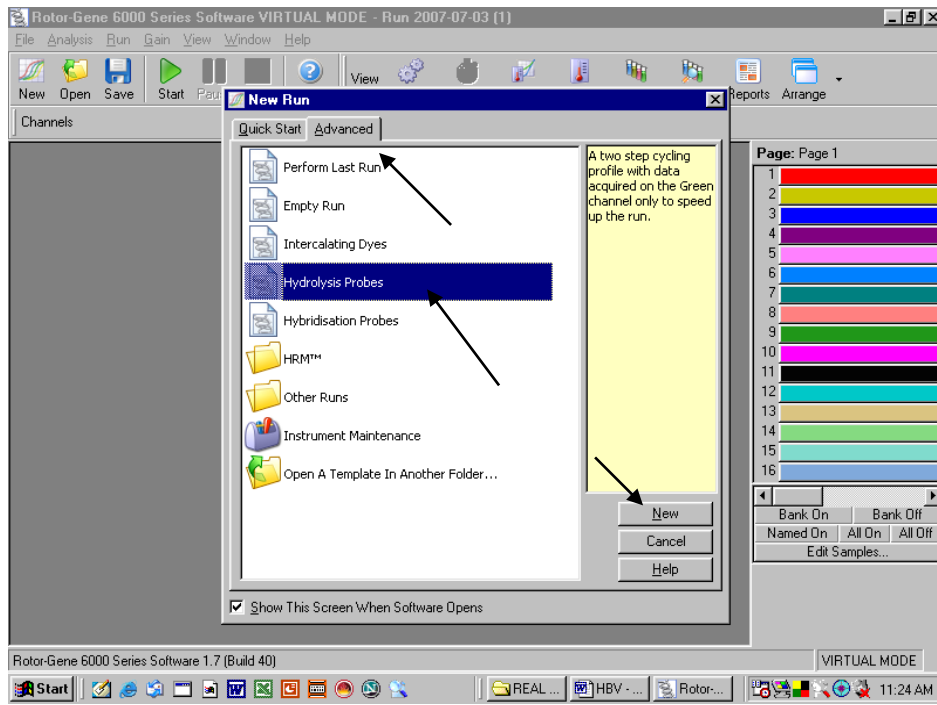 Rotor-Gene 6000 Series Software VIRTUAL MODE - Run 2007-07-03 (1)
File Analysis Run Gain View Window Help
New Open Save Start Pau View Reports Arrange
Channels
New Run
Quick Start Advanced
Perform Last Run
Empty Run
Intercalating Dyes
Hydrolysis Probes
Hybridisation Probes
HRM™
Other Runs
Instrument Maintenance
Open A Template In Another Folder...
A two step cycling
profile with data
acquired on the Green
channel only to speed
up the run.
New
Cancel
Help
Show This Screen When Software Opens
Page: Page 1
1
2
3
4
5
6
7
8
9
10
11
12
13
14
15
16
Bank On Bank Off
Named On All On All Off
Edit Samples...
Rotor-Gene 6000 Series Software 1.7 (Build 40) VIRTUAL MODE
Start REAL ... HBV - ... Rotor-... 11:24 AM